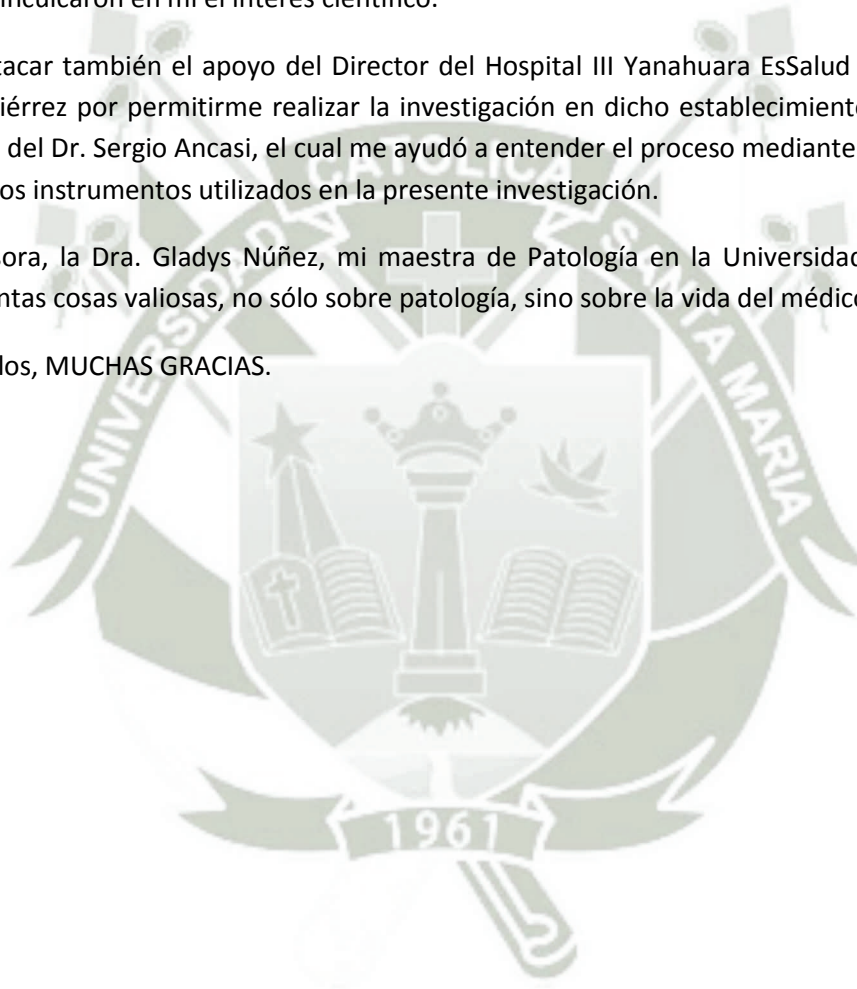 inculcaron en mí el interés científico.
tacar también el apoyo del Director del Hospital III Yanahuara EsSalud
iérrez por permitirme realizar la investigación en dicho establecimiento
del Dr. Sergio Ancasi, el cual me ayudó a entender el proceso mediante
os instrumentos utilizados en la presente investigación.
sora, la Dra. Gladys Núñez, mi maestra de Patología en la Universidad
ntas cosas valiosas, no sólo sobre patología, sino sobre la vida del médico
los, MUCHAS GRACIAS.
UNIVERSIDAD CATOLICA SANTA MARIA
1961